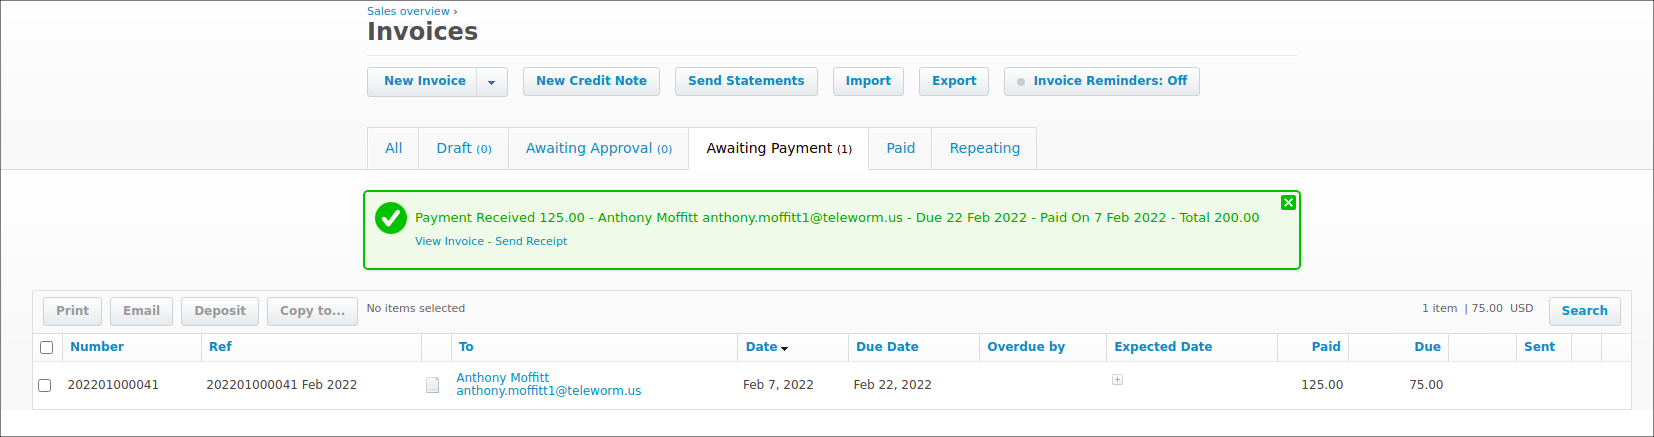 Sales overview ›
Invoices
New Invoice New Credit Note Send Statements Import Export Invoice Reminders: Off
All Draft (0) Awaiting Approval (0) Awaiting Payment (1) Paid Repeating
Payment Received 125.00 - Anthony Moffitt anthony.moffitt1@teleworm.us - Due 22 Feb 2022 - Paid On 7 Feb 2022 - Total 200.00
View Invoice - Send Receipt
Print Email Deposit Copy to... No items selected 1 item | 75.00 USD Search
Number Ref To Date Due Date Overdue by Expected Date Paid Due Sent
202201000041 202201000041 Feb 2022 Anthony Moffitt Feb 7, 2022 Feb 22, 2022 125.00 75.00
anthony.moffitt1@teleworm.us